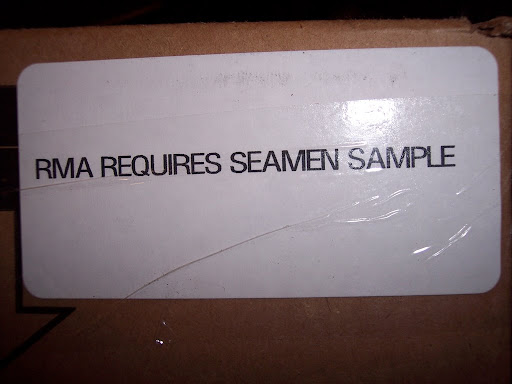 RMA REQUIRES SEAMEN SAMPLE